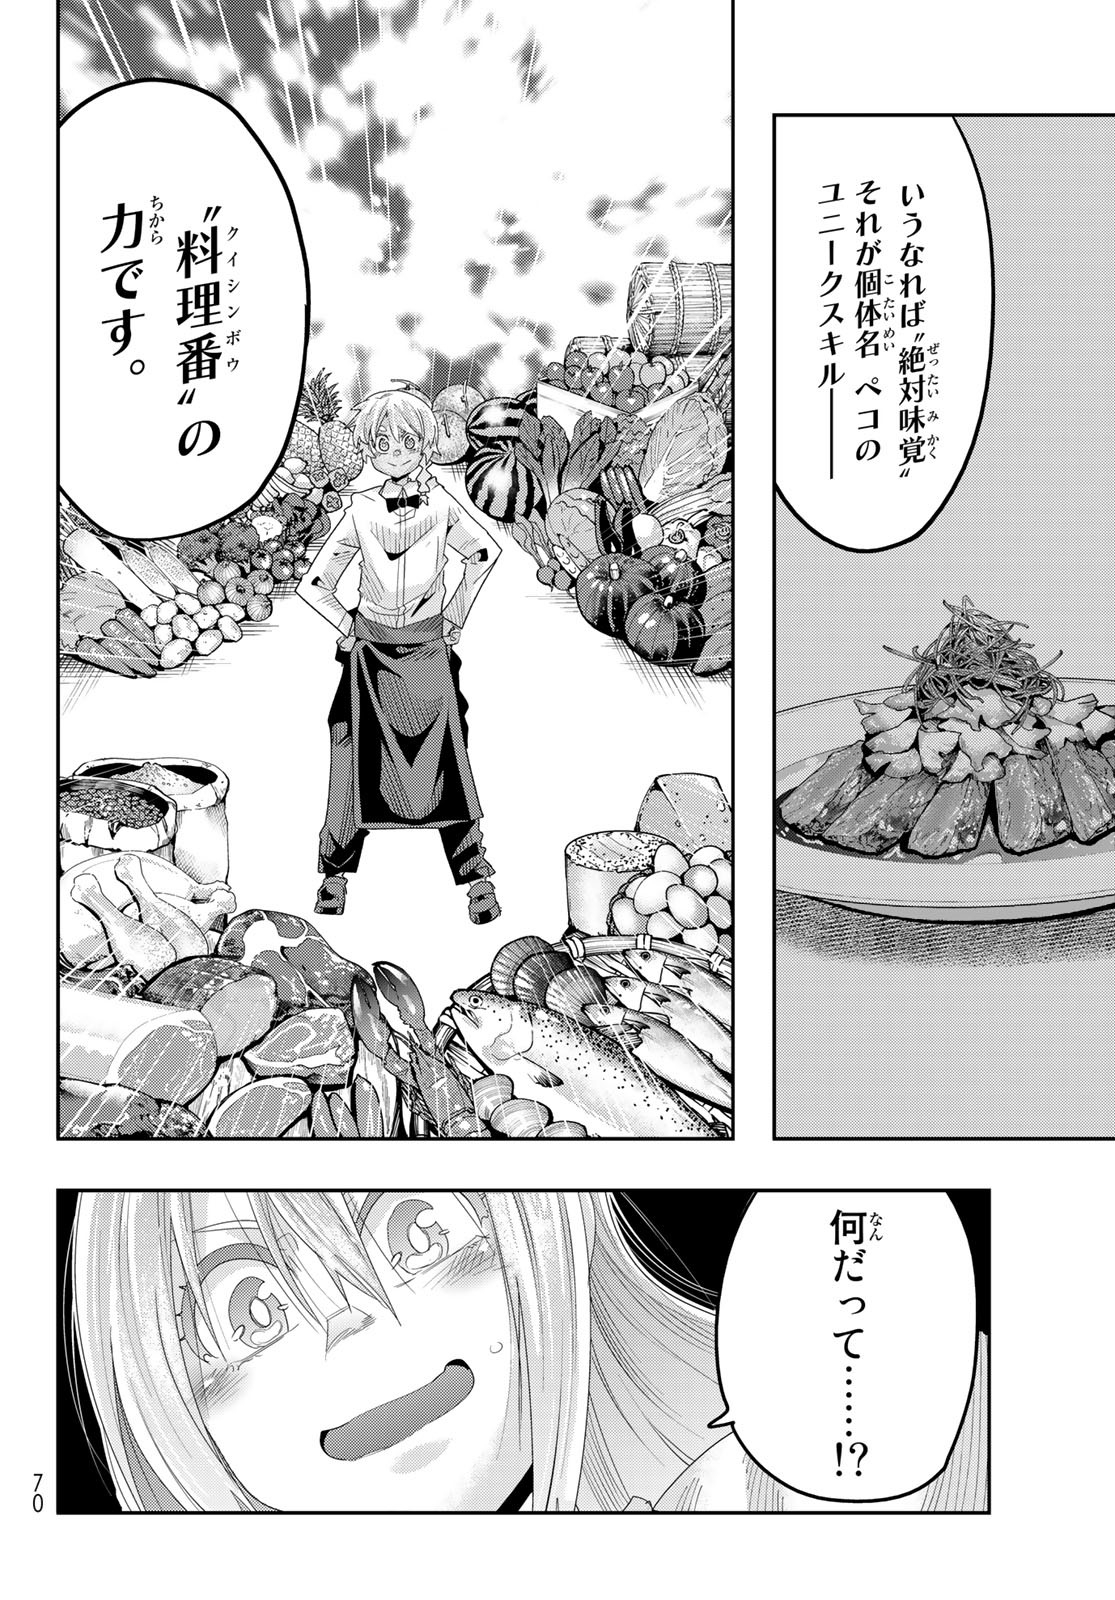 いうなれば〝絶対味覚〟
それが個体名 ペコの
ユニークスキル――
〝料理番〟の
力です。
何だって……!?
70